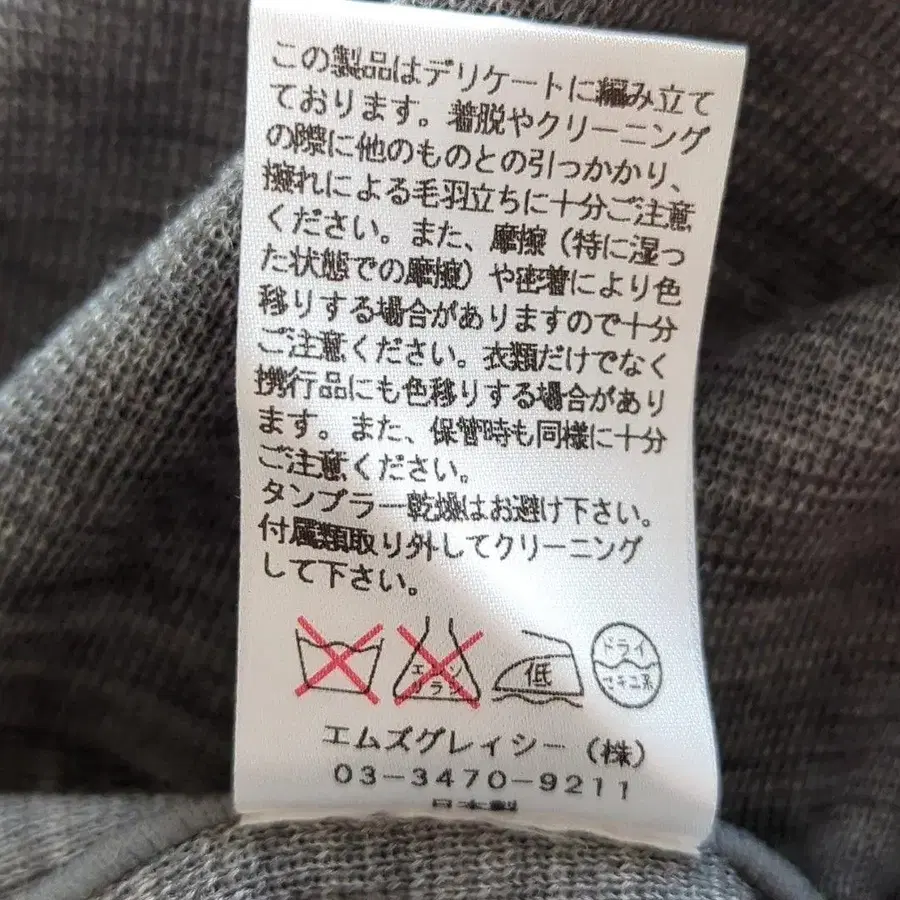 この製品はデリケートに編み立て
ております。着脱やクリーニング
の際に他のものとの引っかかり、
擦れによる毛羽立ちに十分ご注意
ください。また、摩擦（特に湿っ
た状態での摩擦）や密着により色
移りする場合がありますので十分
ご注意ください。衣類だけでなく
携行品にも色移りする場合があり
ます。また、保管時も同様に十分
ご注意ください。
タンブラー乾燥はお避け下さい。
付属類取り外してクリーニング
して下さい。
エンソ
サラシ
低
ドライ
セキユ系
エムズグレイシー（株）
03-3470-9211
日本製